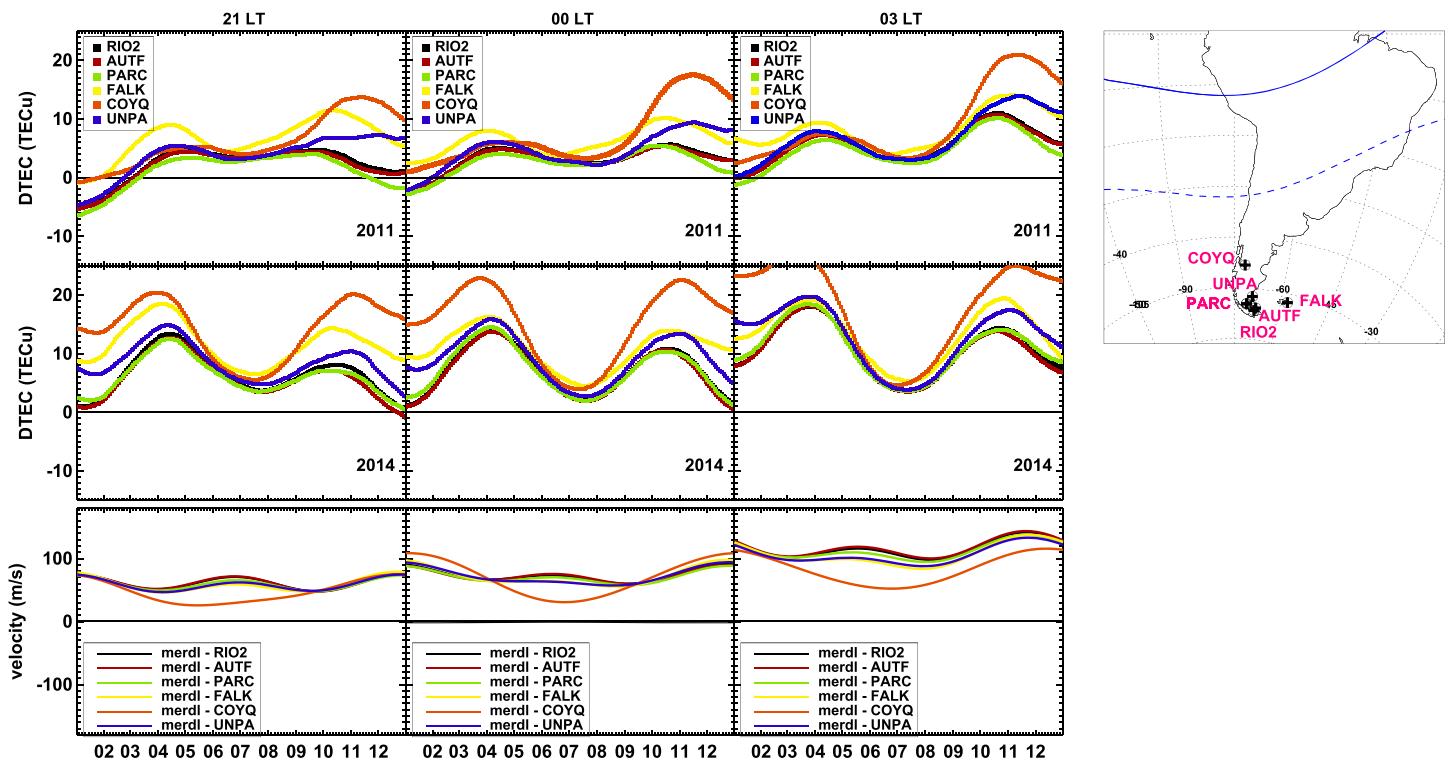 21 LT
00 LT
03 LT
DTEC (TECu)
20
10
0
-10
RIO2
AUTF
PARC
FALK
COYQ
UNPA
2011
RIO2
AUTF
PARC
FALK
COYQ
UNPA
2011
RIO2
AUTF
PARC
FALK
COYQ
UNPA
2011
DTEC (TECu)
20
10
0
-10
2014
2014
2014
velocity (m/s)
100
0
-100
merdl - RIO2
merdl - AUTF
merdl - PARC
merdl - FALK
merdl - COYQ
merdl - UNPA
merdl - RIO2
merdl - AUTF
merdl - PARC
merdl - FALK
merdl - COYQ
merdl - UNPA
merdl - RIO2
merdl - AUTF
merdl - PARC
merdl - FALK
merdl - COYQ
merdl - UNPA
02 03 04 05 06 07 08 09 10 11 12
02 03 04 05 06 07 08 09 10 11 12
02 03 04 05 06 07 08 09 10 11 12
COYQ
-40
UNPA
-90
-60
PARC
FALK
AUTF
RIO2
-30